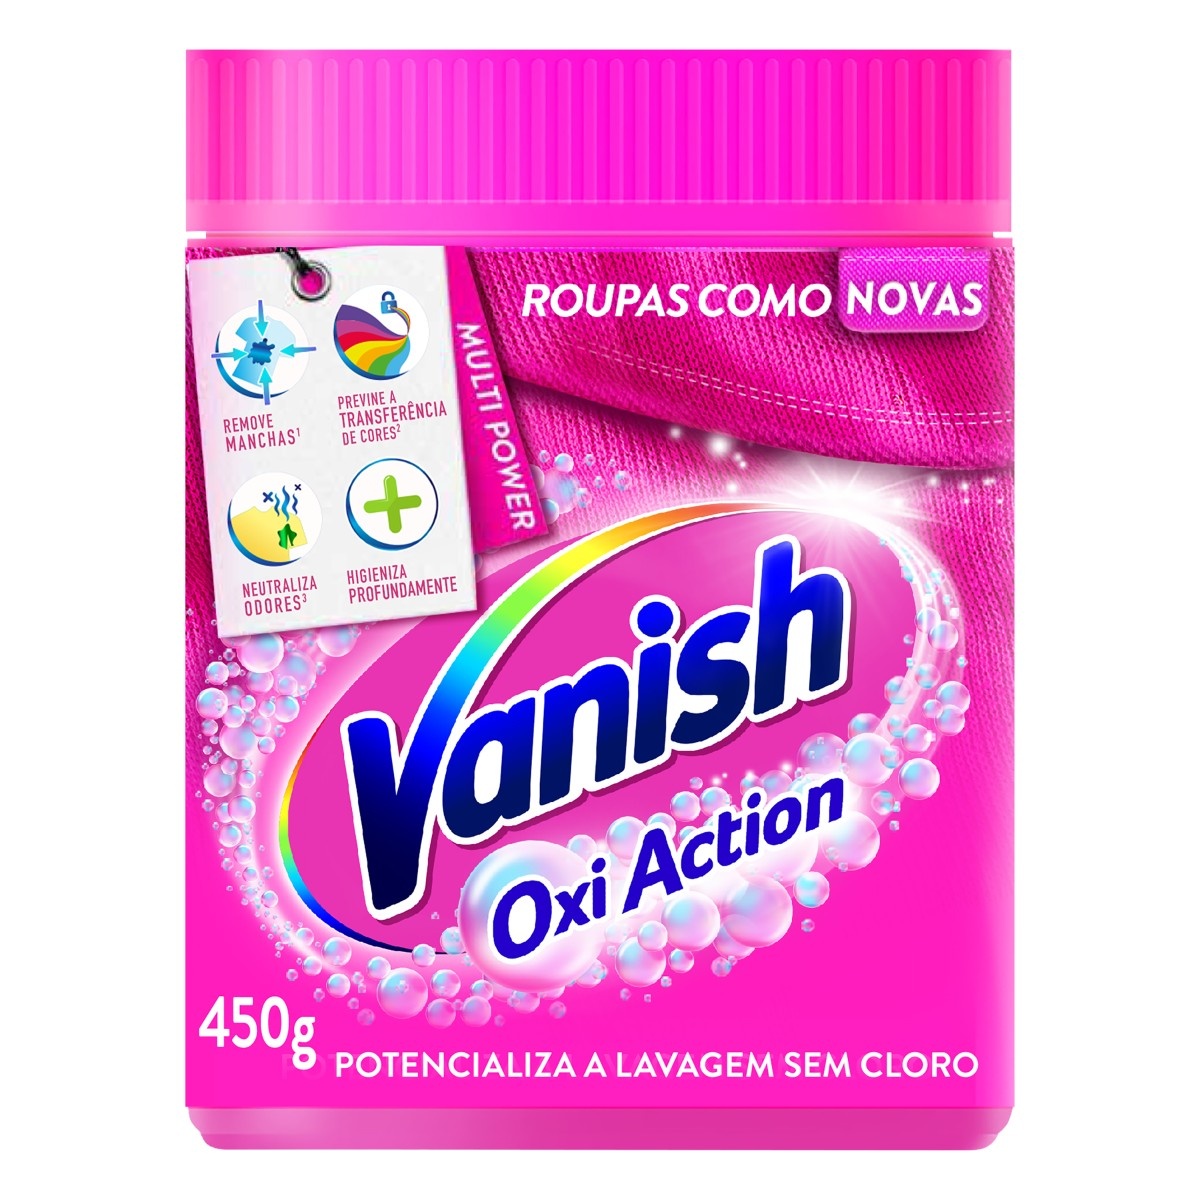 ROUPAS COMO NOVAS
REMOVE
MANCHAS¹
PREVINE A
TRANSFERÊNCIA
DE CORES²
MULTI POWER
NEUTRALIZA
ODORES³
HIGIENIZA
PROFUNDAMENTE
Vanish
Oxi Action
450g
POTENCIALIZA A LAVAGEM SEM CLORO